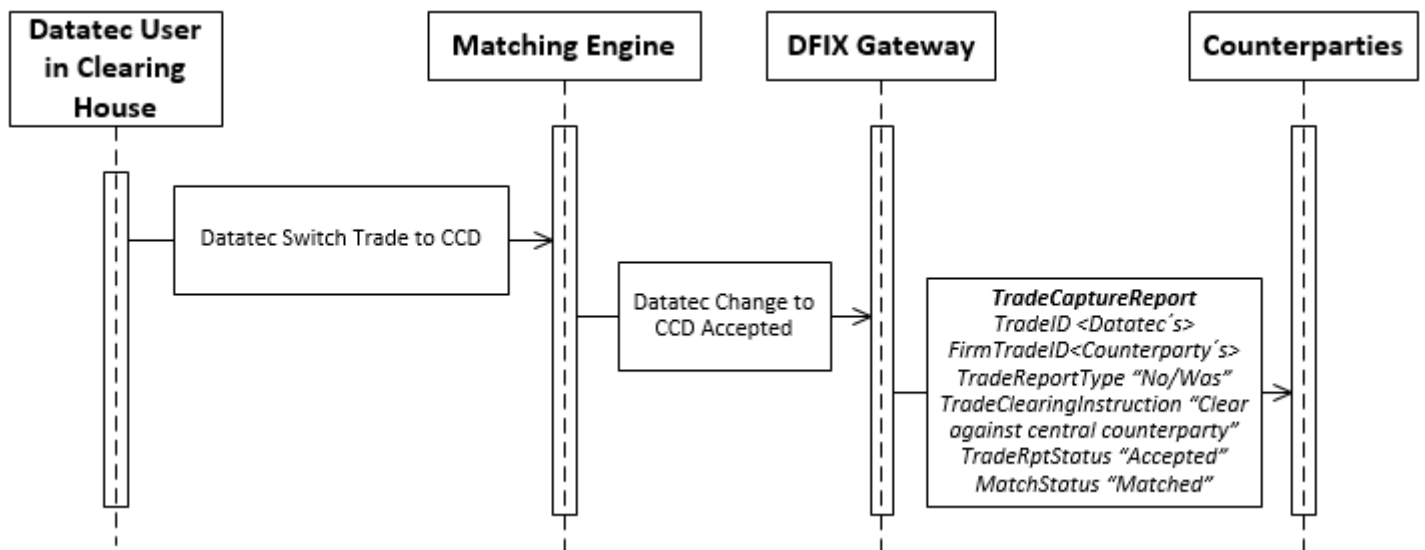 Datatec User
in Clearing
House
Matching Engine
DFIX Gateway
Counterparties
Datatec Switch Trade to CCD
Datatec Change to
CCD Accepted
TradeCaptureReport
TradeID <Datatec´s>
FirmTradeID<Counterparty´s>
TradeReportType “No/Was”
TradeClearingInstruction “Clear
against central counterparty”
TradeRptStatus “Accepted”
MatchStatus “Matched”